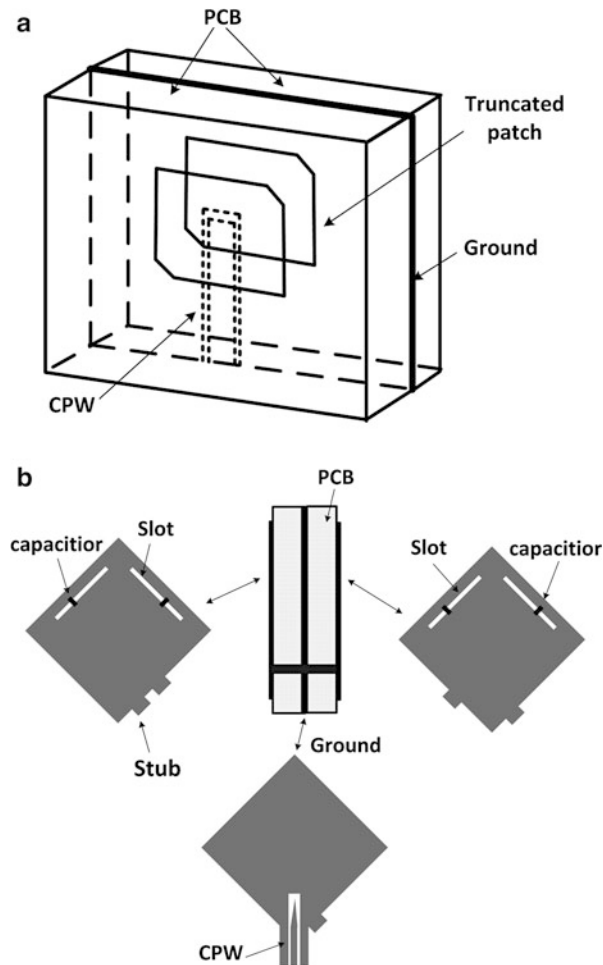 a
PCB
Truncated
patch
Ground
CPW
b
PCB
capacitior
Slot
Slot
capacitior
Stub
Ground
CPW